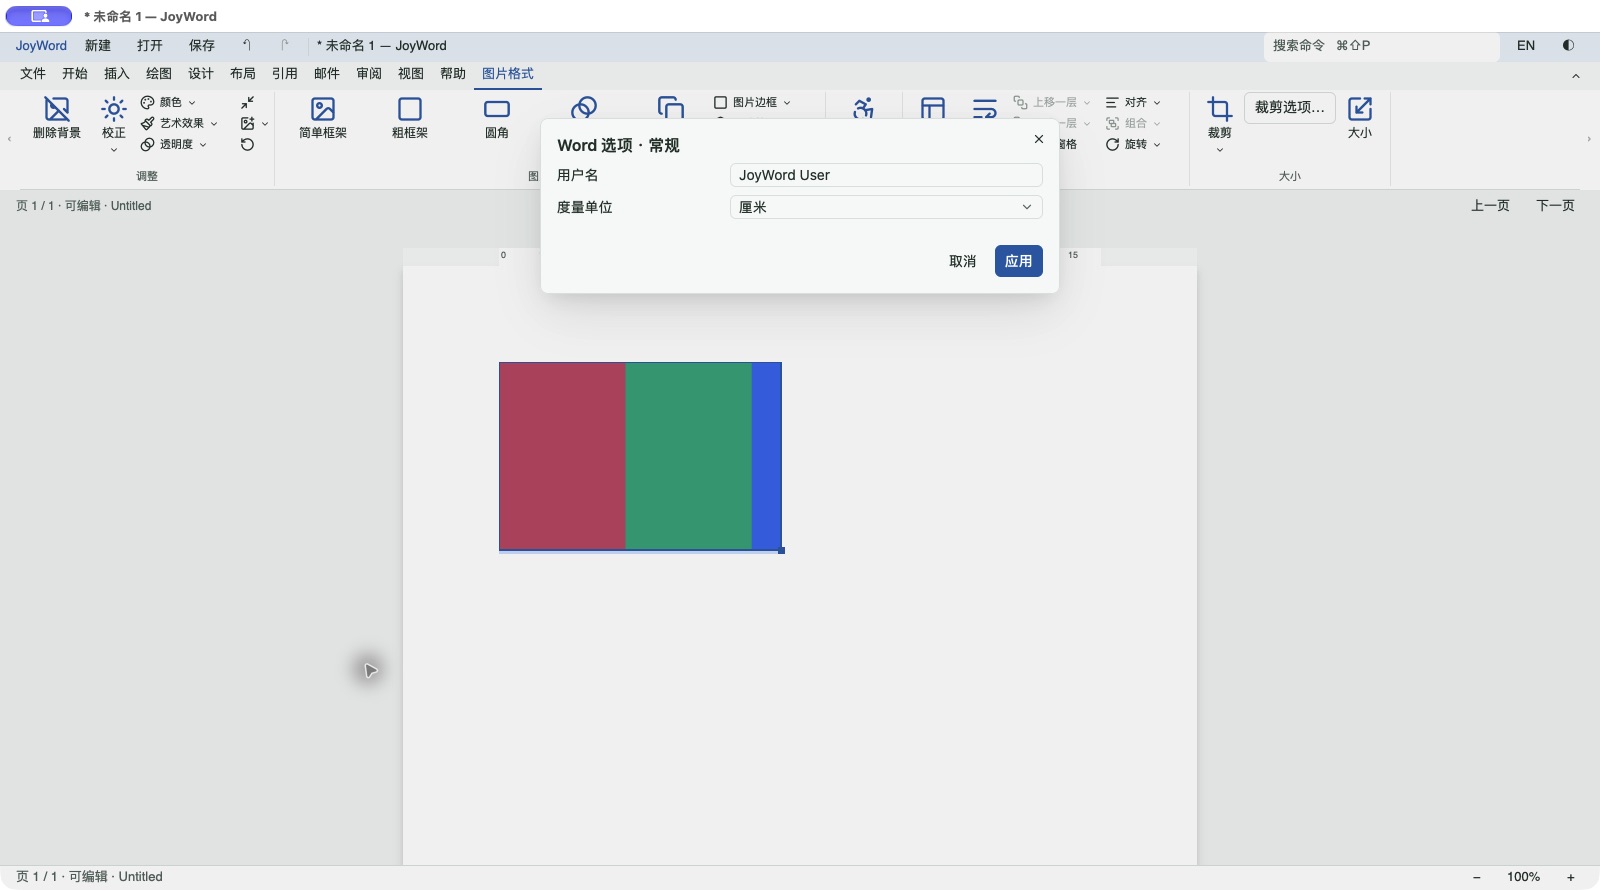 * 未命名 1 — JoyWord
JoyWord 新建 打开 保存 * 未命名 1 — JoyWord 搜索命令 ⌘⇧P EN
文件 开始 插入 绘图 设计 布局 引用 邮件 审阅 视图 帮助 图片格式
删除背景 校正 颜色 艺术效果 透明度
简单框架 粗框架 圆角
图片边框
上移一层 对齐
一层 组合
窗格 旋转
裁剪 裁剪选项... 大小
调整 图 大小
页 1 / 1 · 可编辑 · Untitled 上一页 下一页
Word 选项 · 常规
用户名 JoyWord User
度量单位 厘米
取消 应用
0 15
页 1 / 1 · 可编辑 · Untitled − 100% +